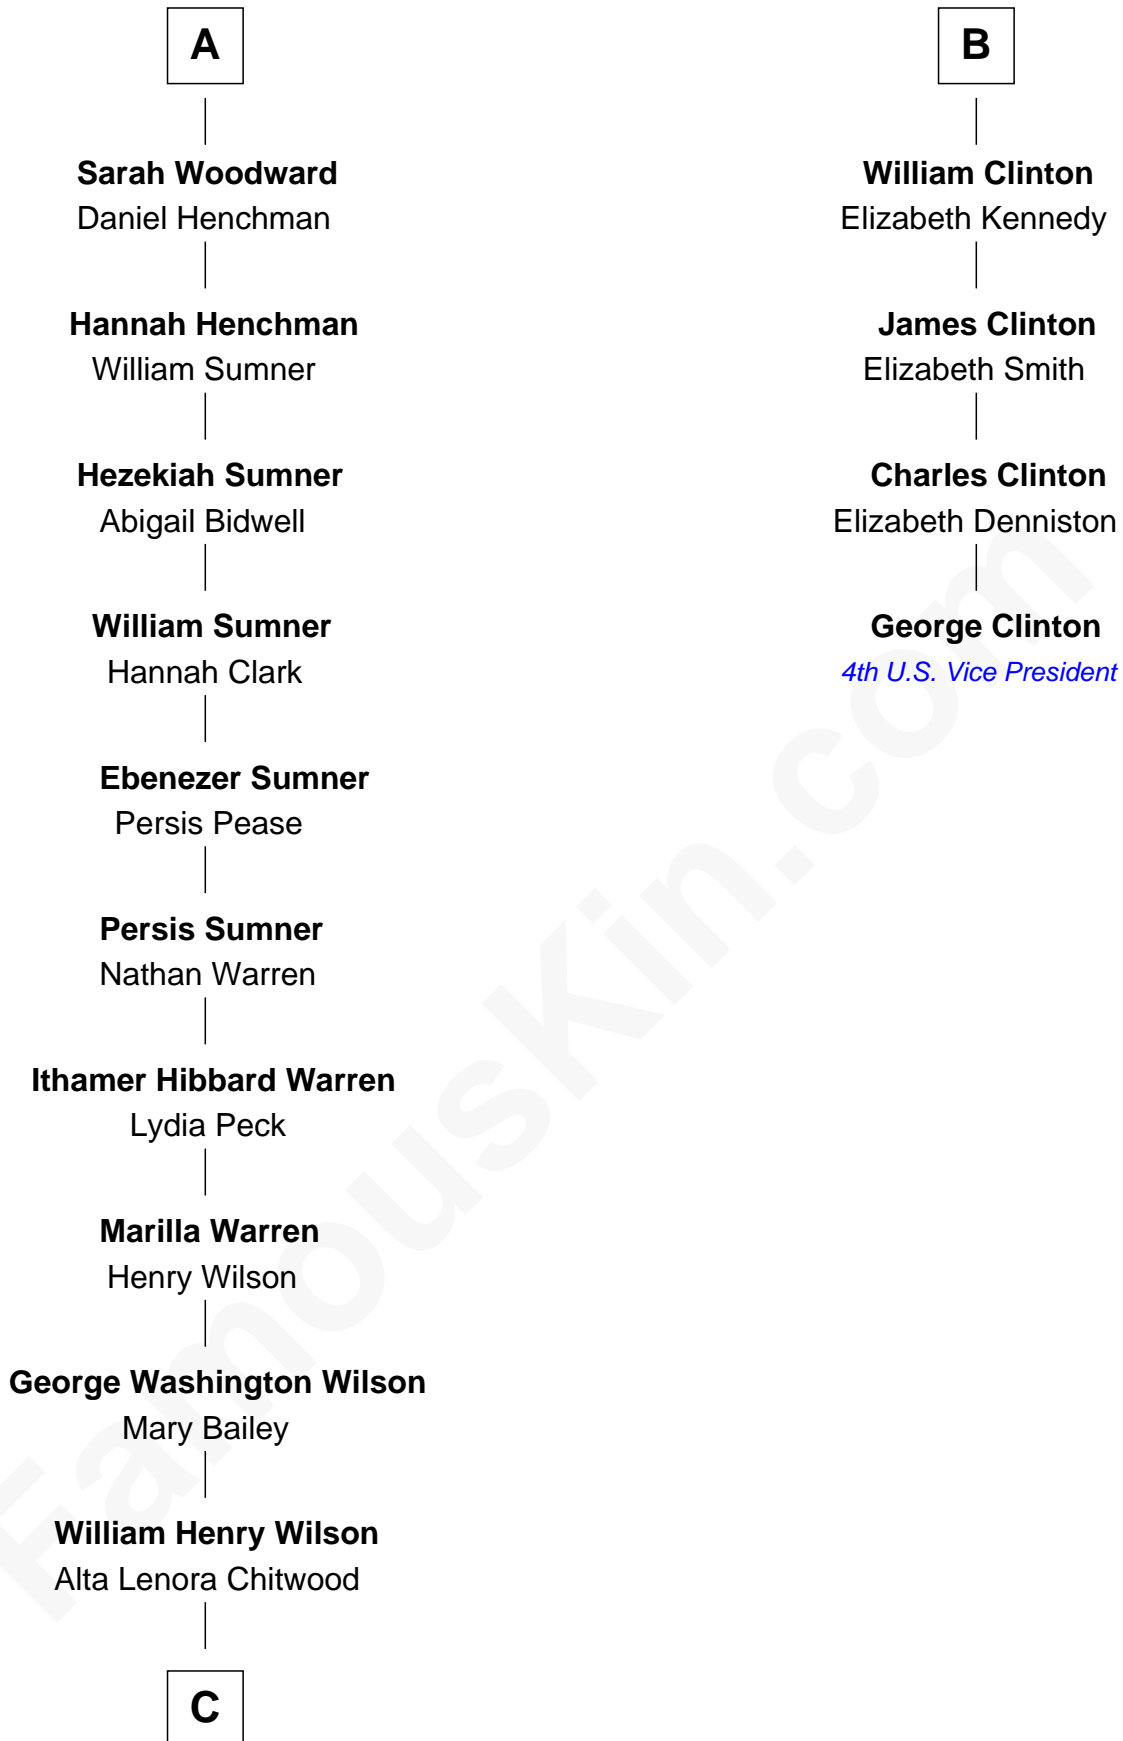 A
Sarah Woodward
Daniel Henchman
Hannah Henchman
William Sumner
Hezekiah Sumner
Abigail Bidwell
William Sumner
Hannah Clark
Ebenezer Sumner
Persis Pease
Persis Sumner
Nathan Warren
Ithamer Hibbard Warren
Lydia Peck
Marilla Warren
Henry Wilson
George Washington Wilson
Mary Bailey
William Henry Wilson
Alta Lenora Chitwood
C
B
William Clinton
Elizabeth Kennedy
James Clinton
Elizabeth Smith
Charles Clinton
Elizabeth Denniston
George Clinton
4th U.S. Vice President
FamousKin.com